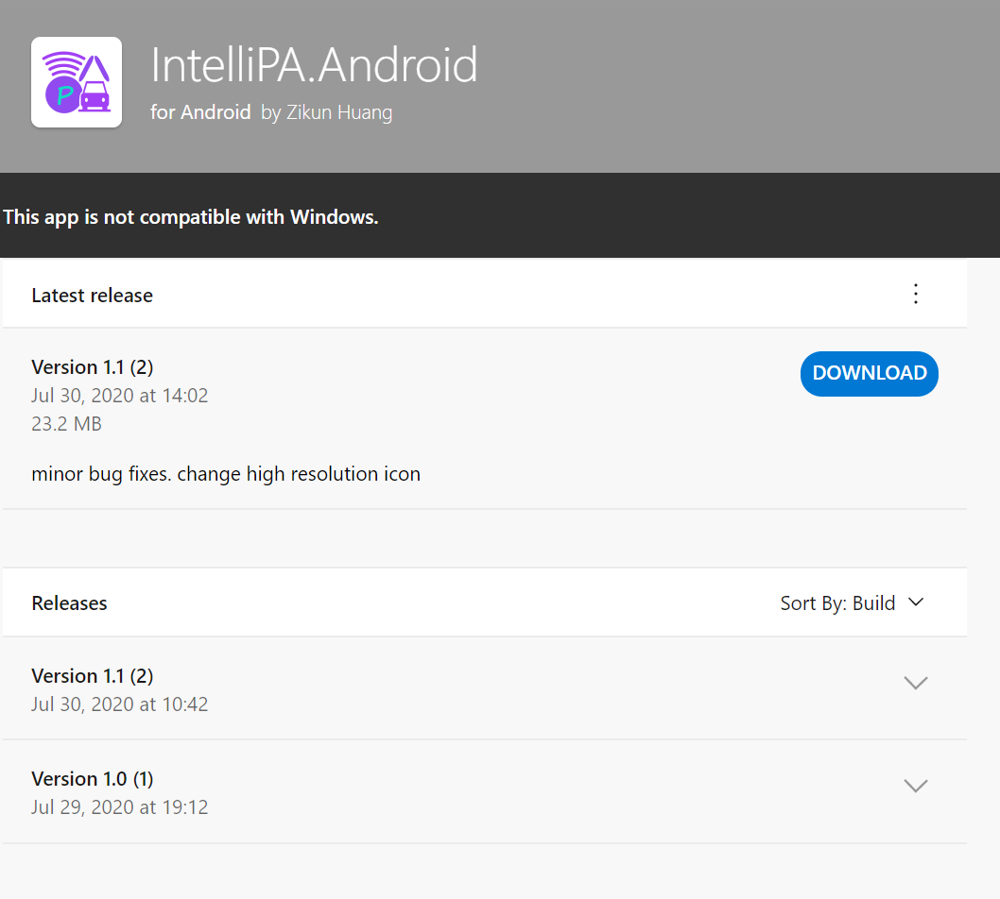 P
IntelliPA.Android
for Android by Zikun Huang
This app is not compatible with Windows.
Latest release
Version 1.1 (2)
DOWNLOAD
Jul 30, 2020 at 14:02
23.2 MB
minor bug fixes. change high resolution icon
Releases
Sort By: Build
Version 1.1 (2)
Jul 30, 2020 at 10:42
Version 1.0 (1)
Jul 29, 2020 at 19:12